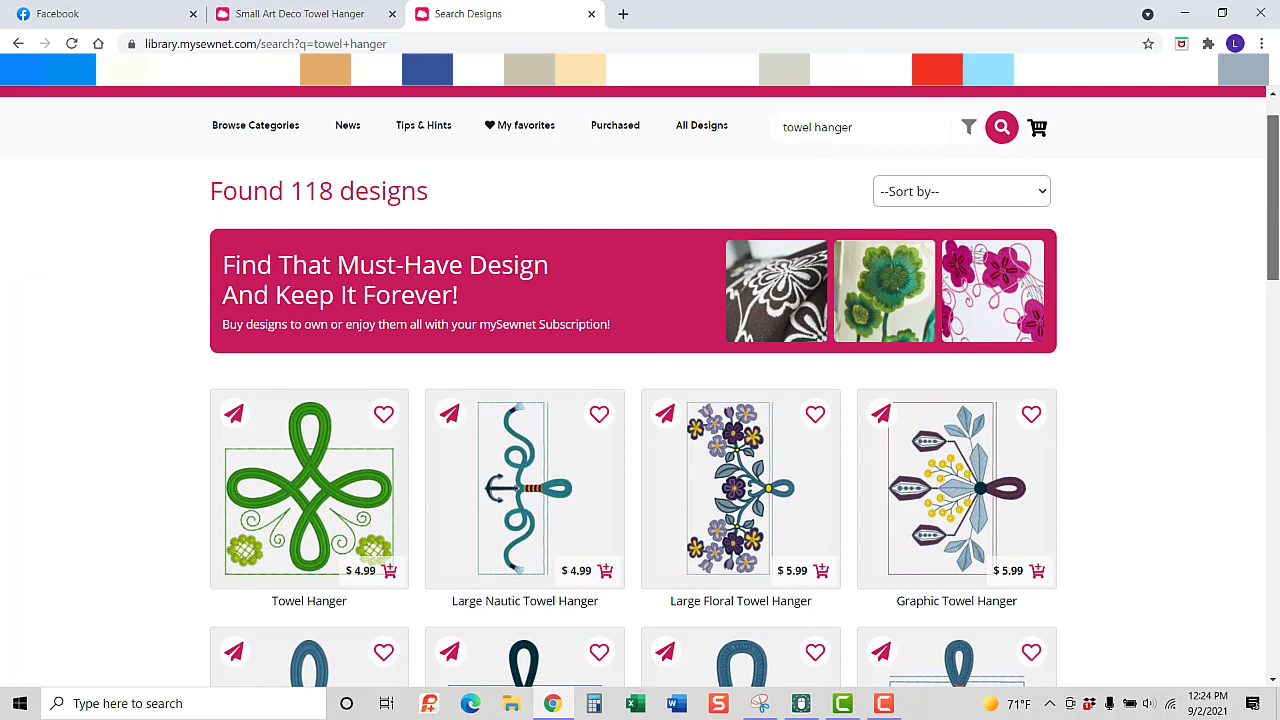 Facebook
Small Art Deco Towel Hanger
Search Designs
library.mysewnet.com/search?q=towel+hanger
L
Browse Categories
News
Tips & Hints
My favorites
Purchased
All Designs
towel hanger
Found 118 designs
--Sort by--
Find That Must-Have Design
And Keep It Forever!
Buy designs to own or enjoy them all with your mySewnet Subscription!
$ 4.99
$ 4.99
$ 5.99
$ 5.99
Towel Hanger
Large Nautic Towel Hanger
Large Floral Towel Hanger
Graphic Towel Hanger
Type here to search
71°F
12:24 PM
9/2/2021